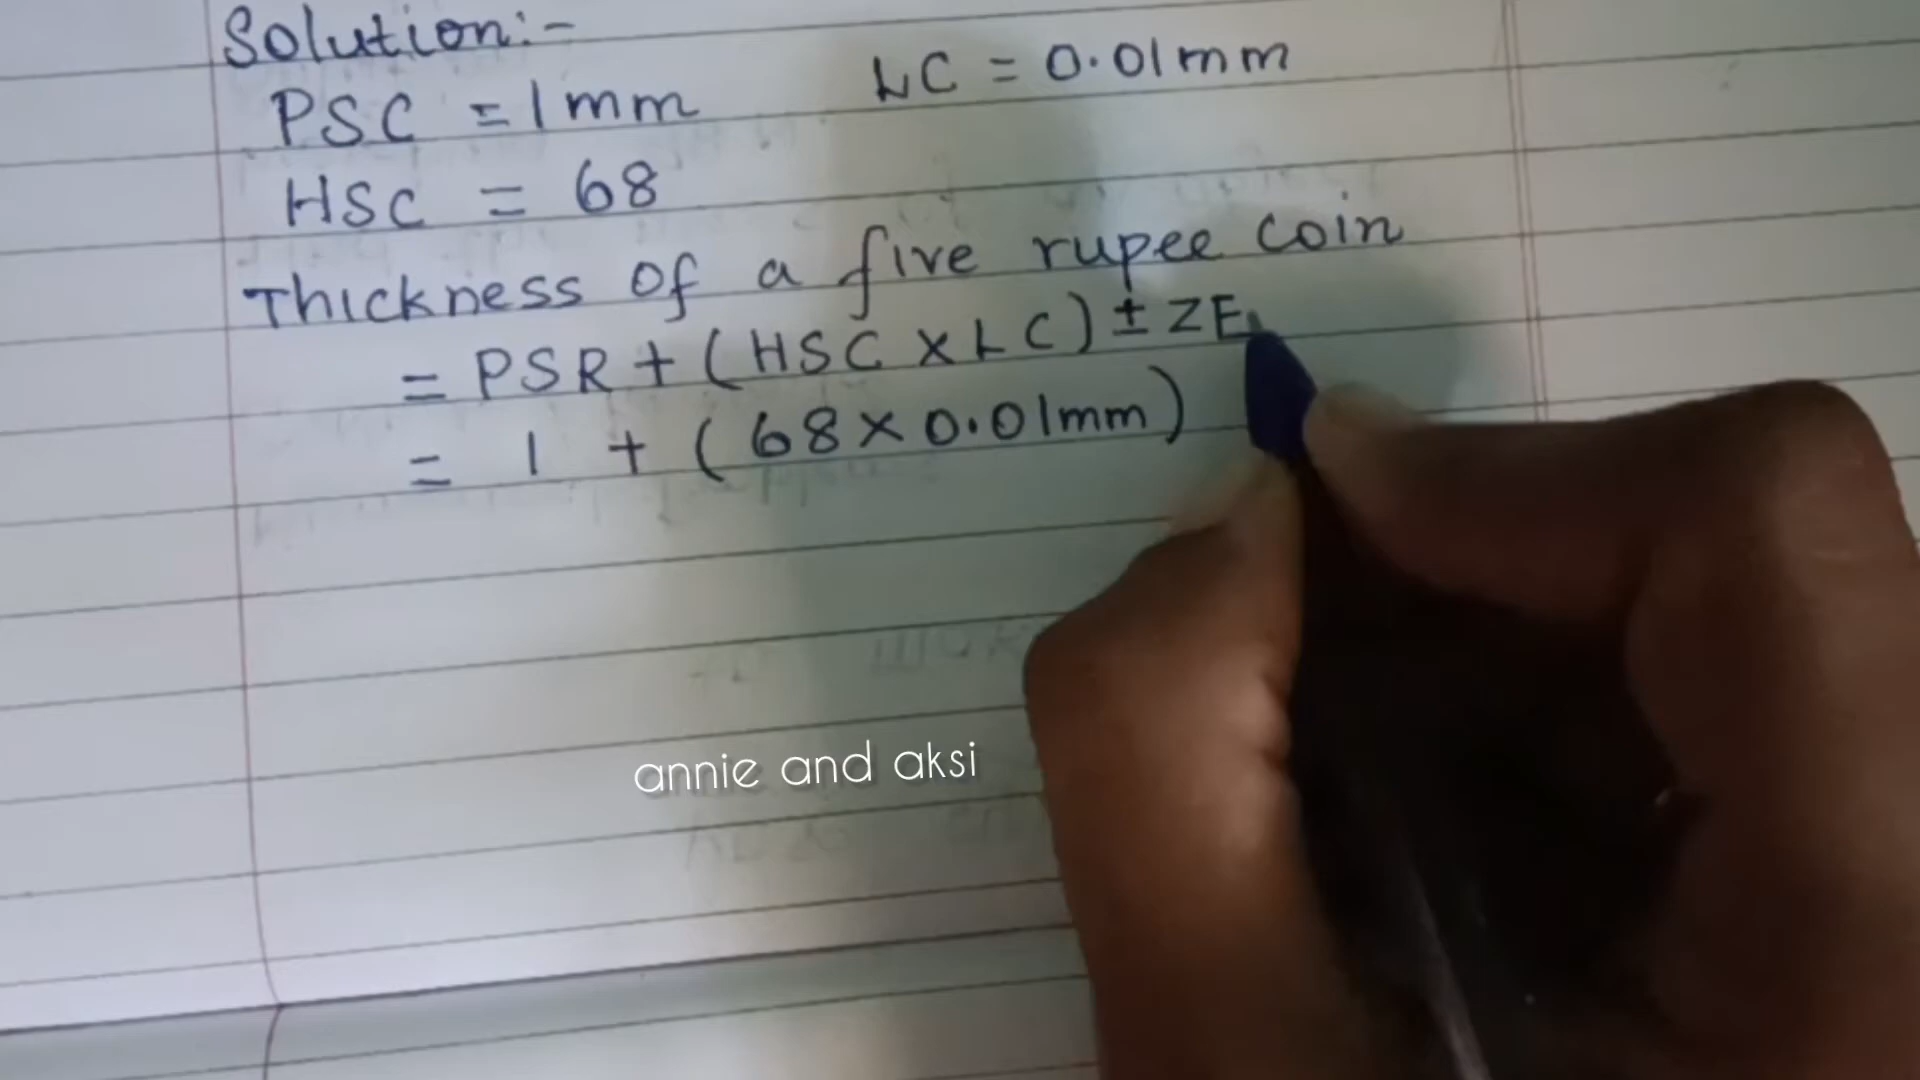 Solution:-
PSC = 1mm LC = 0.01mm
HSC = 68
Thickness of a five rupee coin
= PSR + (HSC X LC) ± ZE
= 1 + (68 × 0.01mm)
annie and aksi